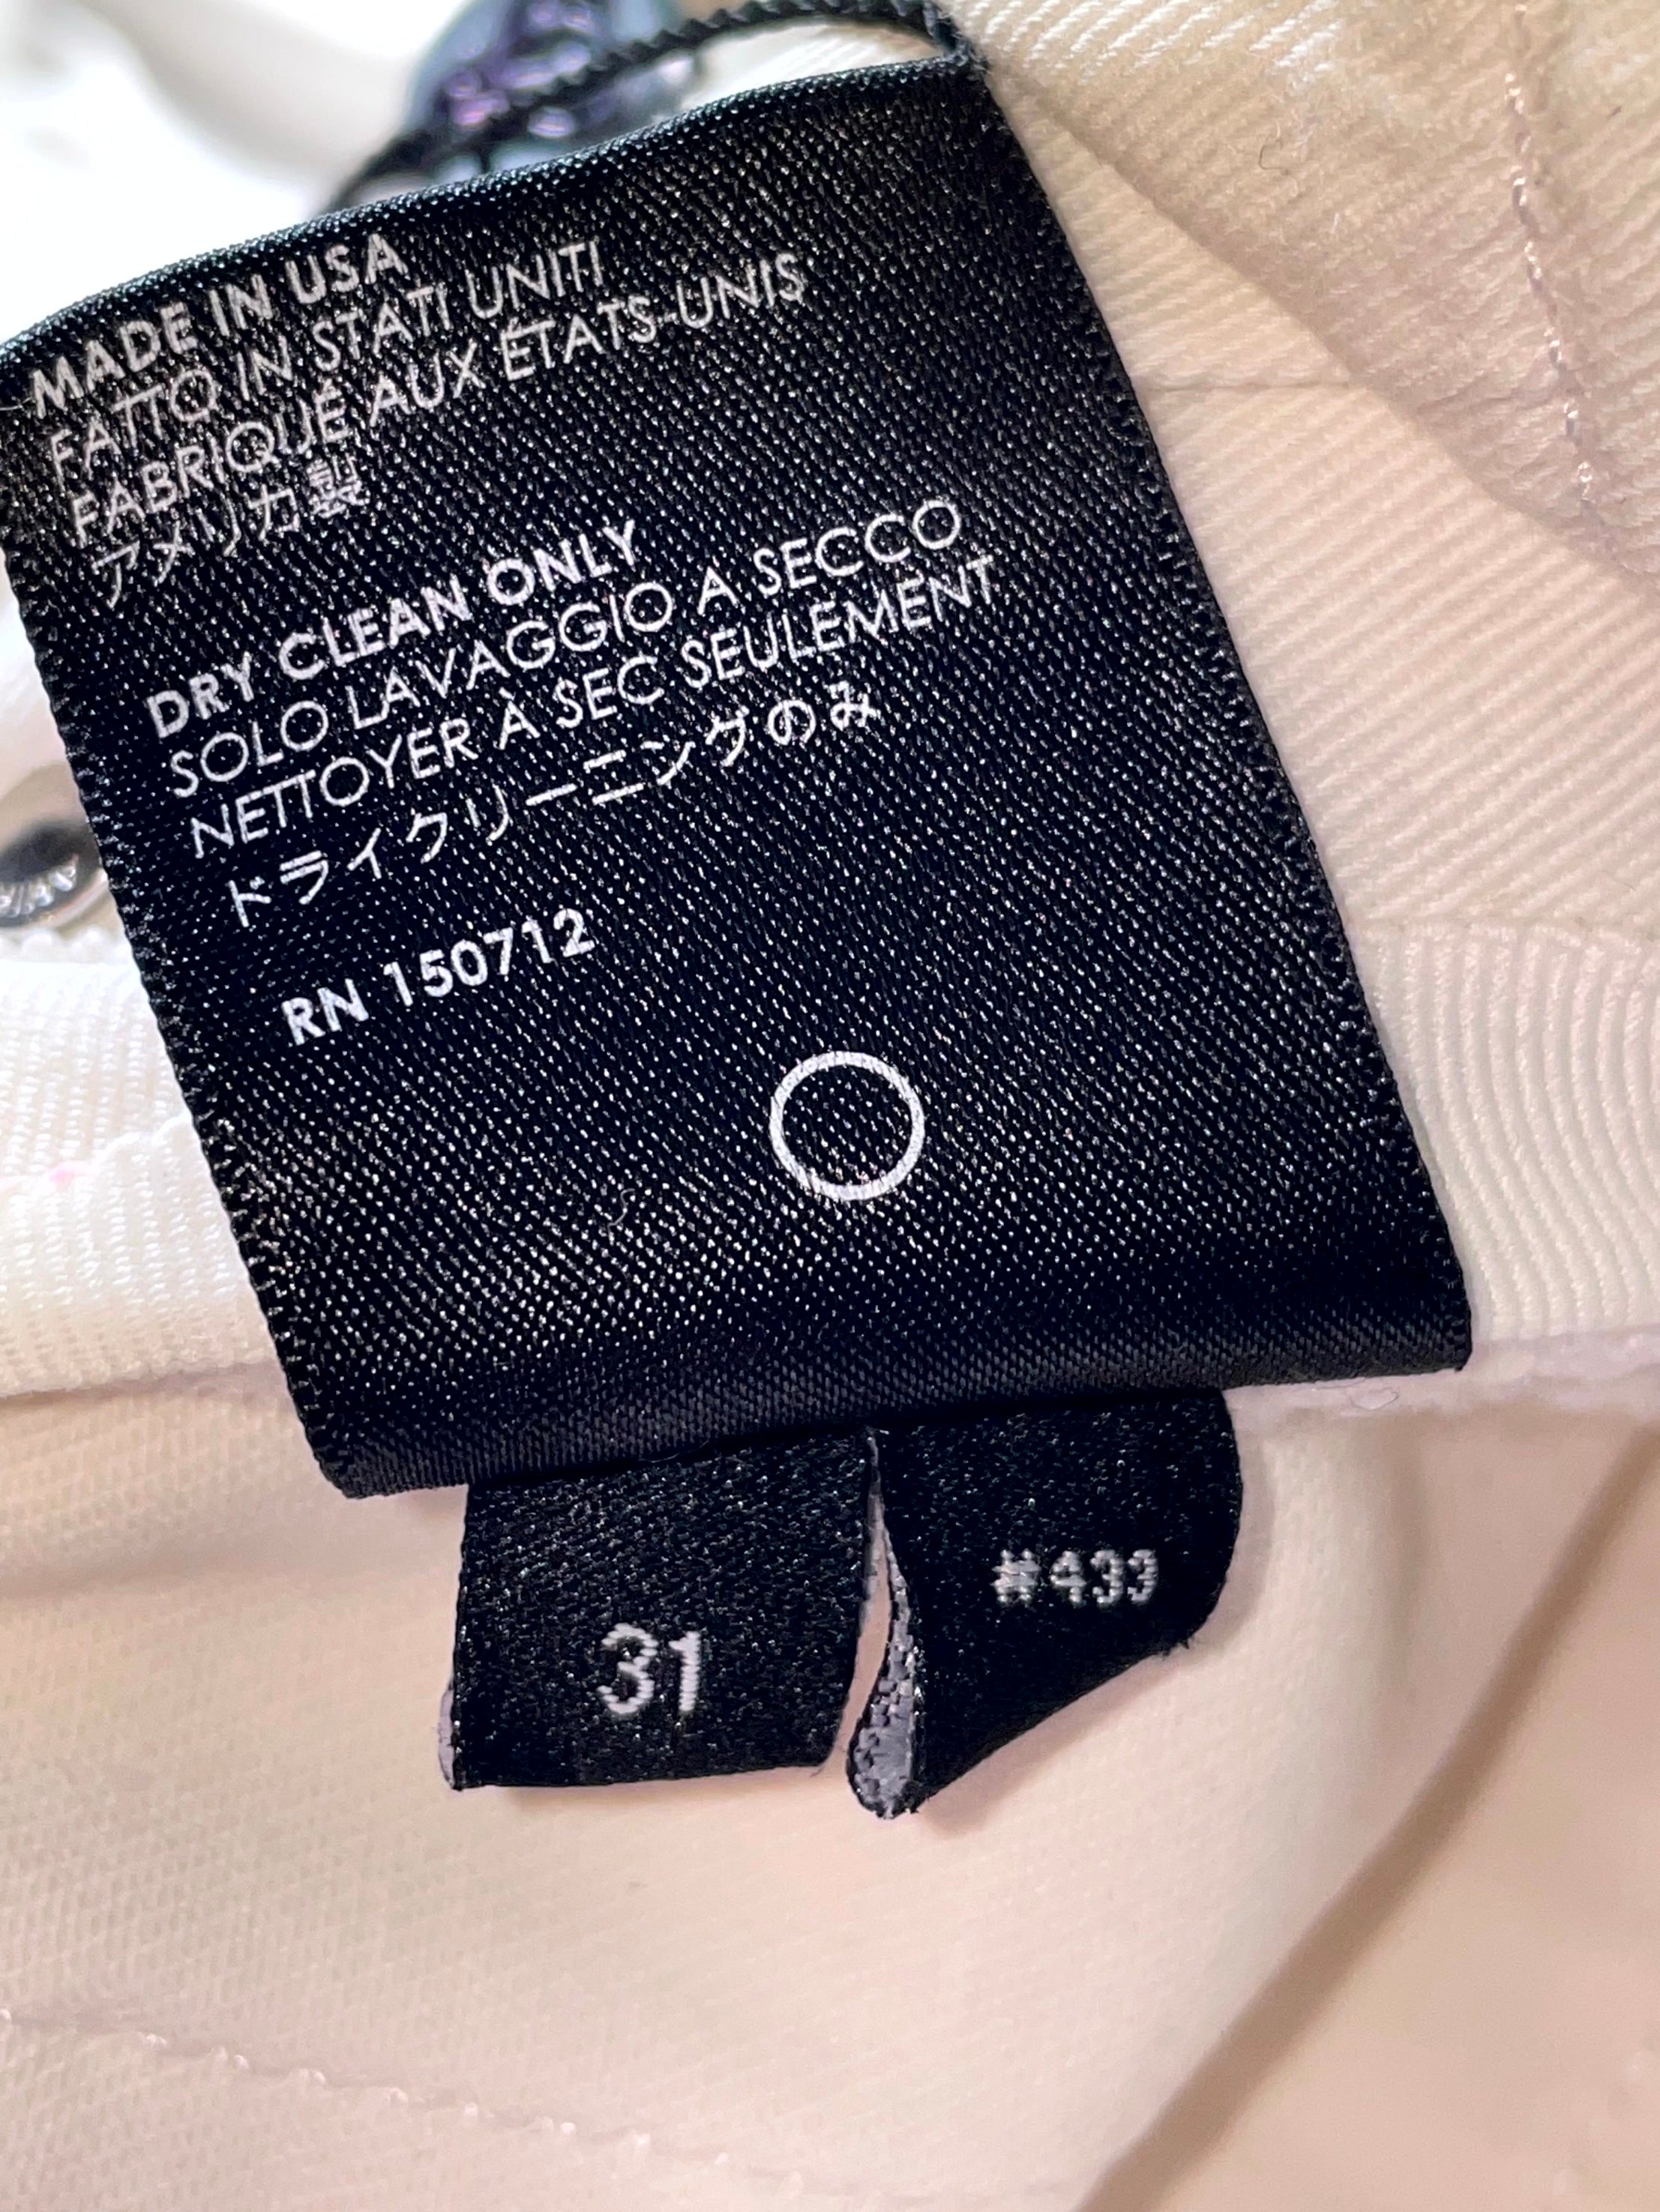 MADE IN USA
FATTO IN STATI UNITI
FABRIQUÉ AUX ÉTATS-UNIS
アメリカ製
DRY CLEAN ONLY
SOLO LAVAGGIO A SECCO
NETTOYER À SEC SEULEMENT
ドライクリーニングのみ
RN 150712
31
#433